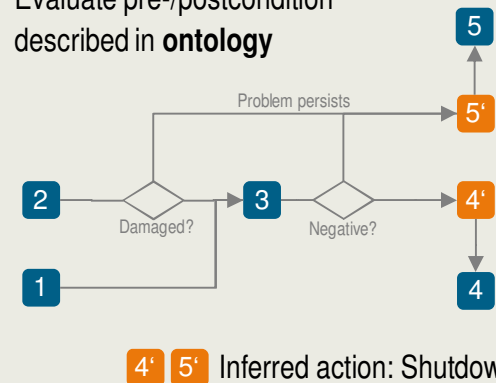 Evaluate pre-/postcondition
described in ontology
5
Problem persists
5‘
2
3
4‘
Damaged?
Negative?
1
4
4‘ 5‘ Inferred action: Shutdow